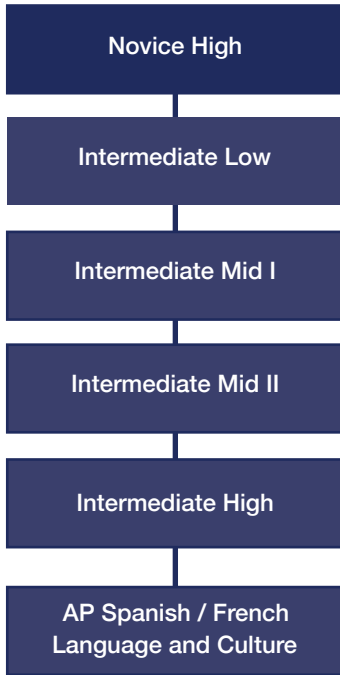 Novice High
Intermediate Low
Intermediate Mid I
Intermediate Mid II
Intermediate High
AP Spanish / French
Language and Culture